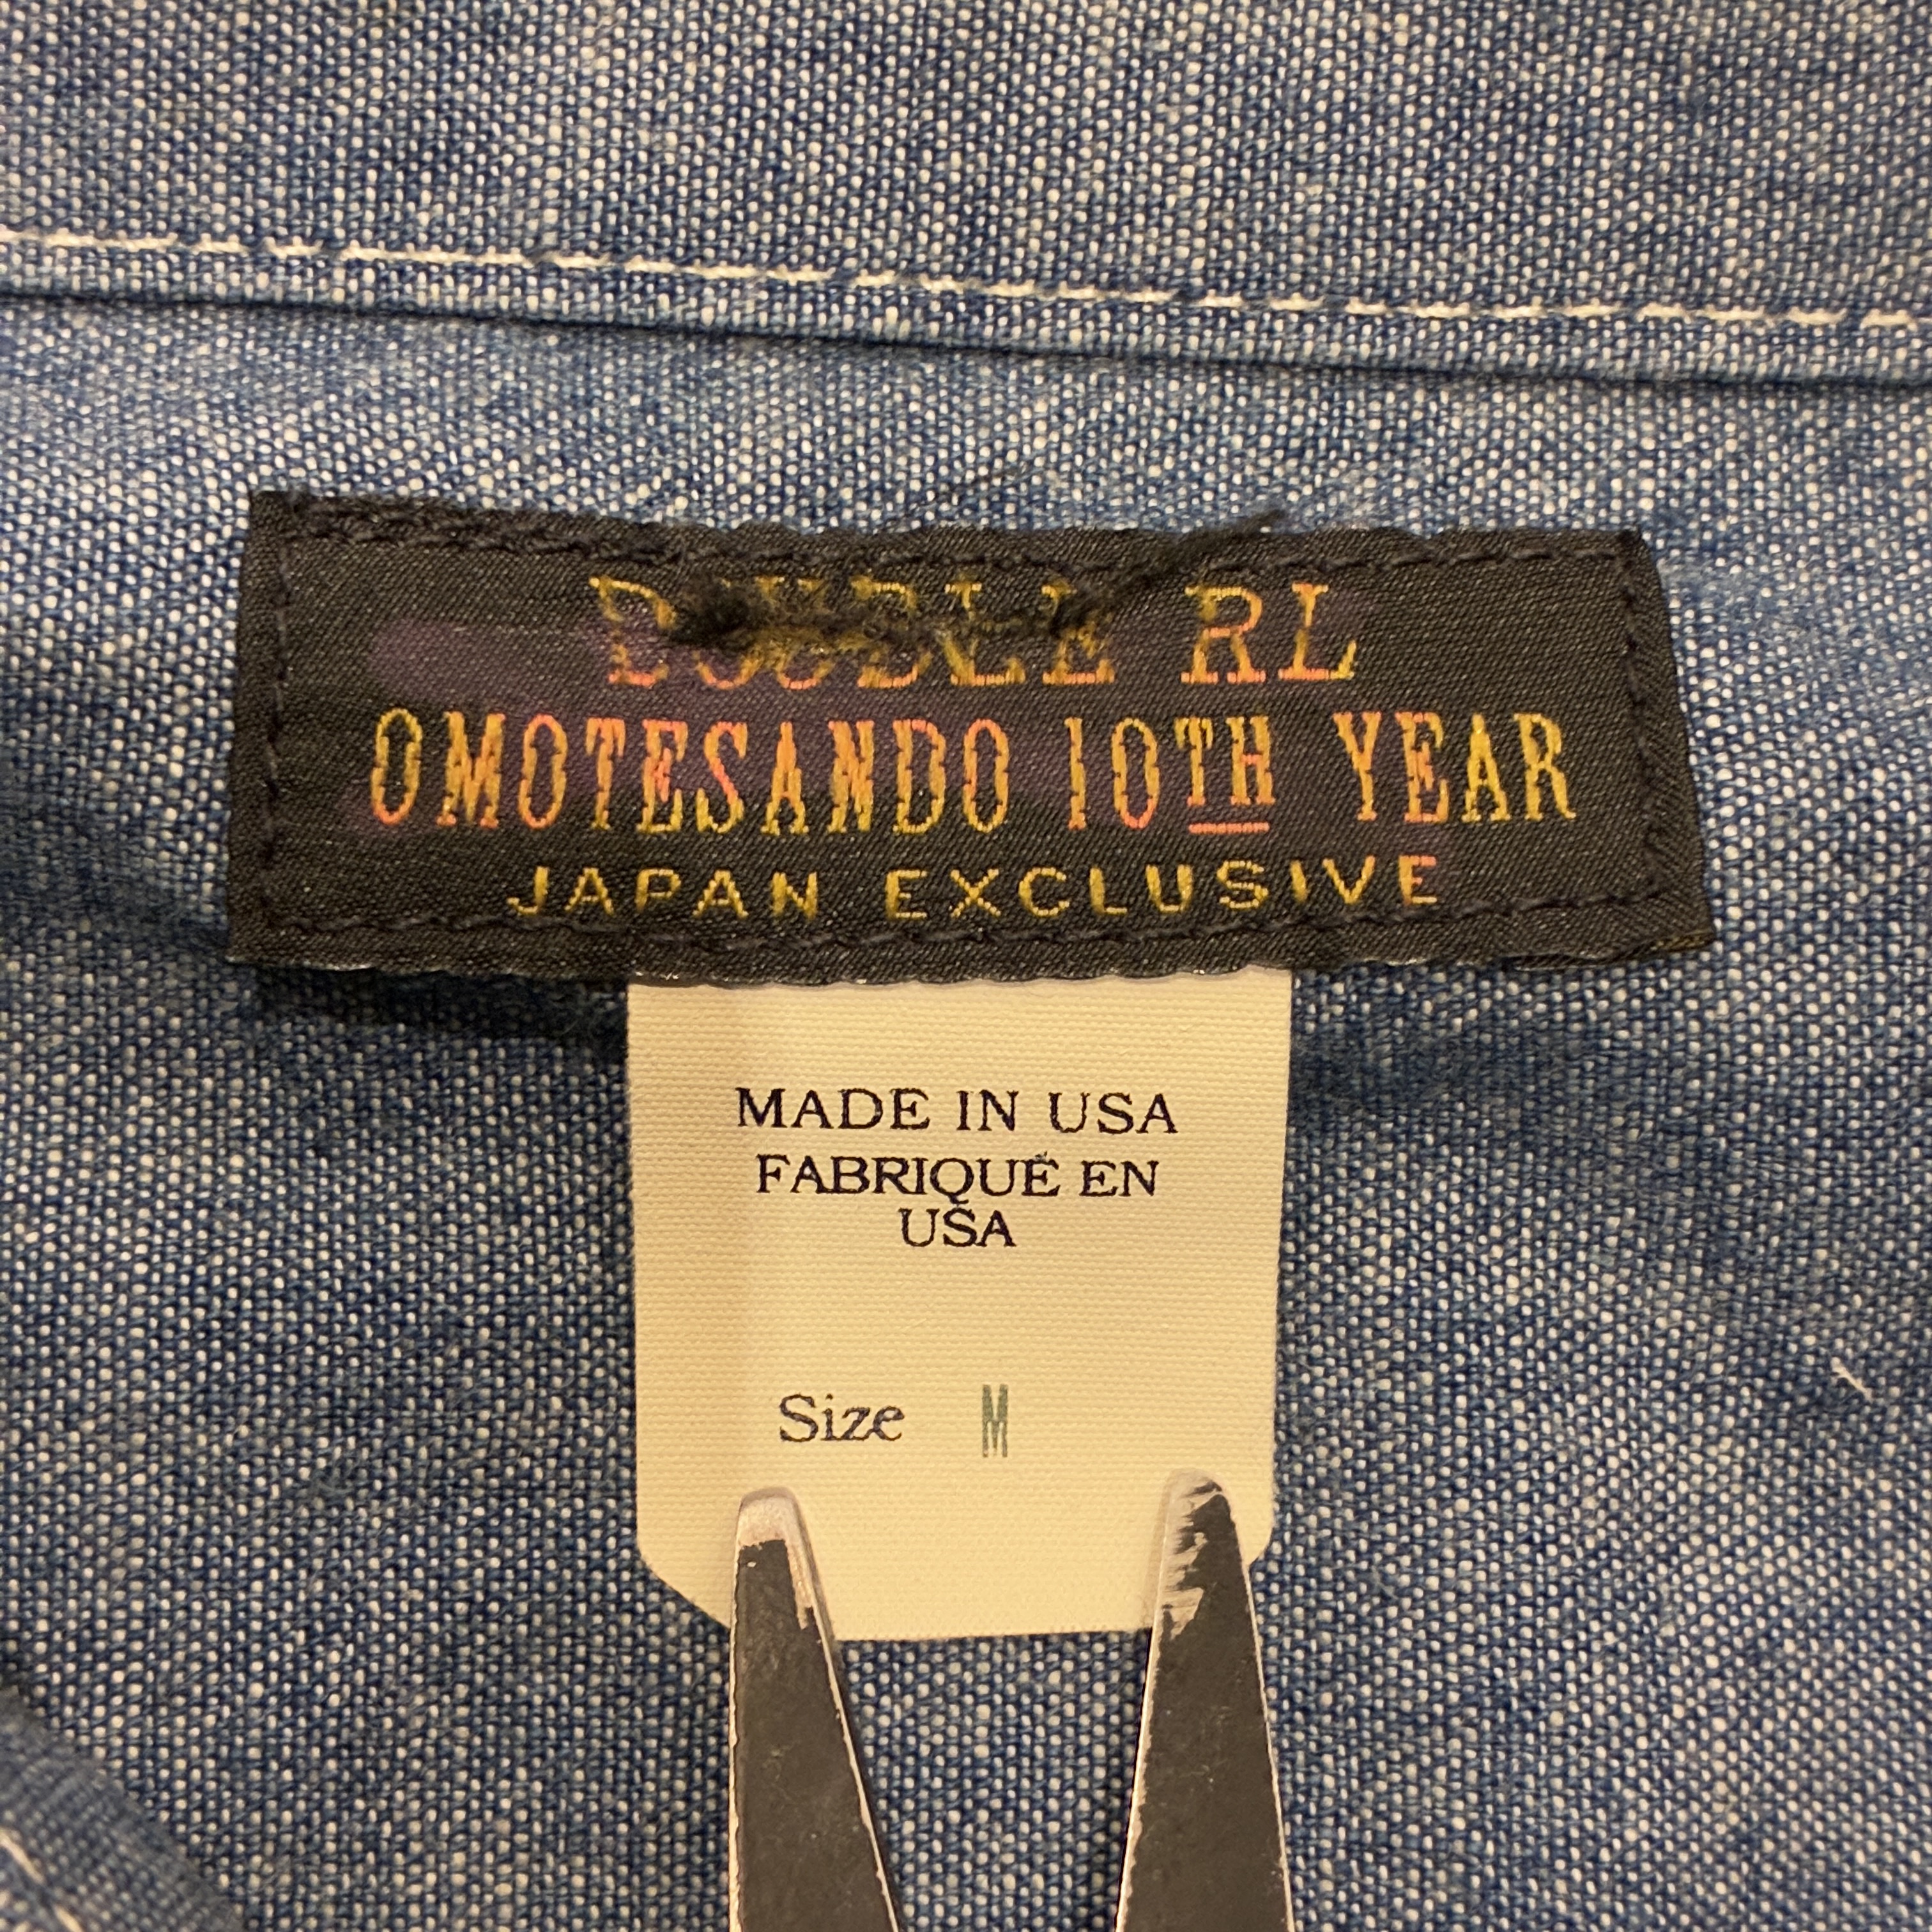 DOUBLE RL
OMOTESANDO 10TH YEAR
JAPAN EXCLUSIVE
MADE IN USA
FABRIQUÉ EN
USA
Size M